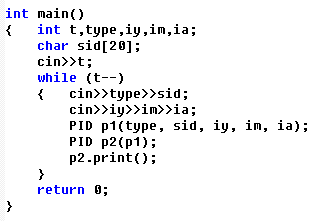 int main()
{   int t,type,iy,im,ia;
    char sid[20];
    cin>>t;
    while (t--)
    {   cin>>type>>sid;
        cin>>iy>>im>>ia;
        PID p1(type, sid, iy, im, ia);
        PID p2(p1);
        p2.print();
    }
    return 0;
}